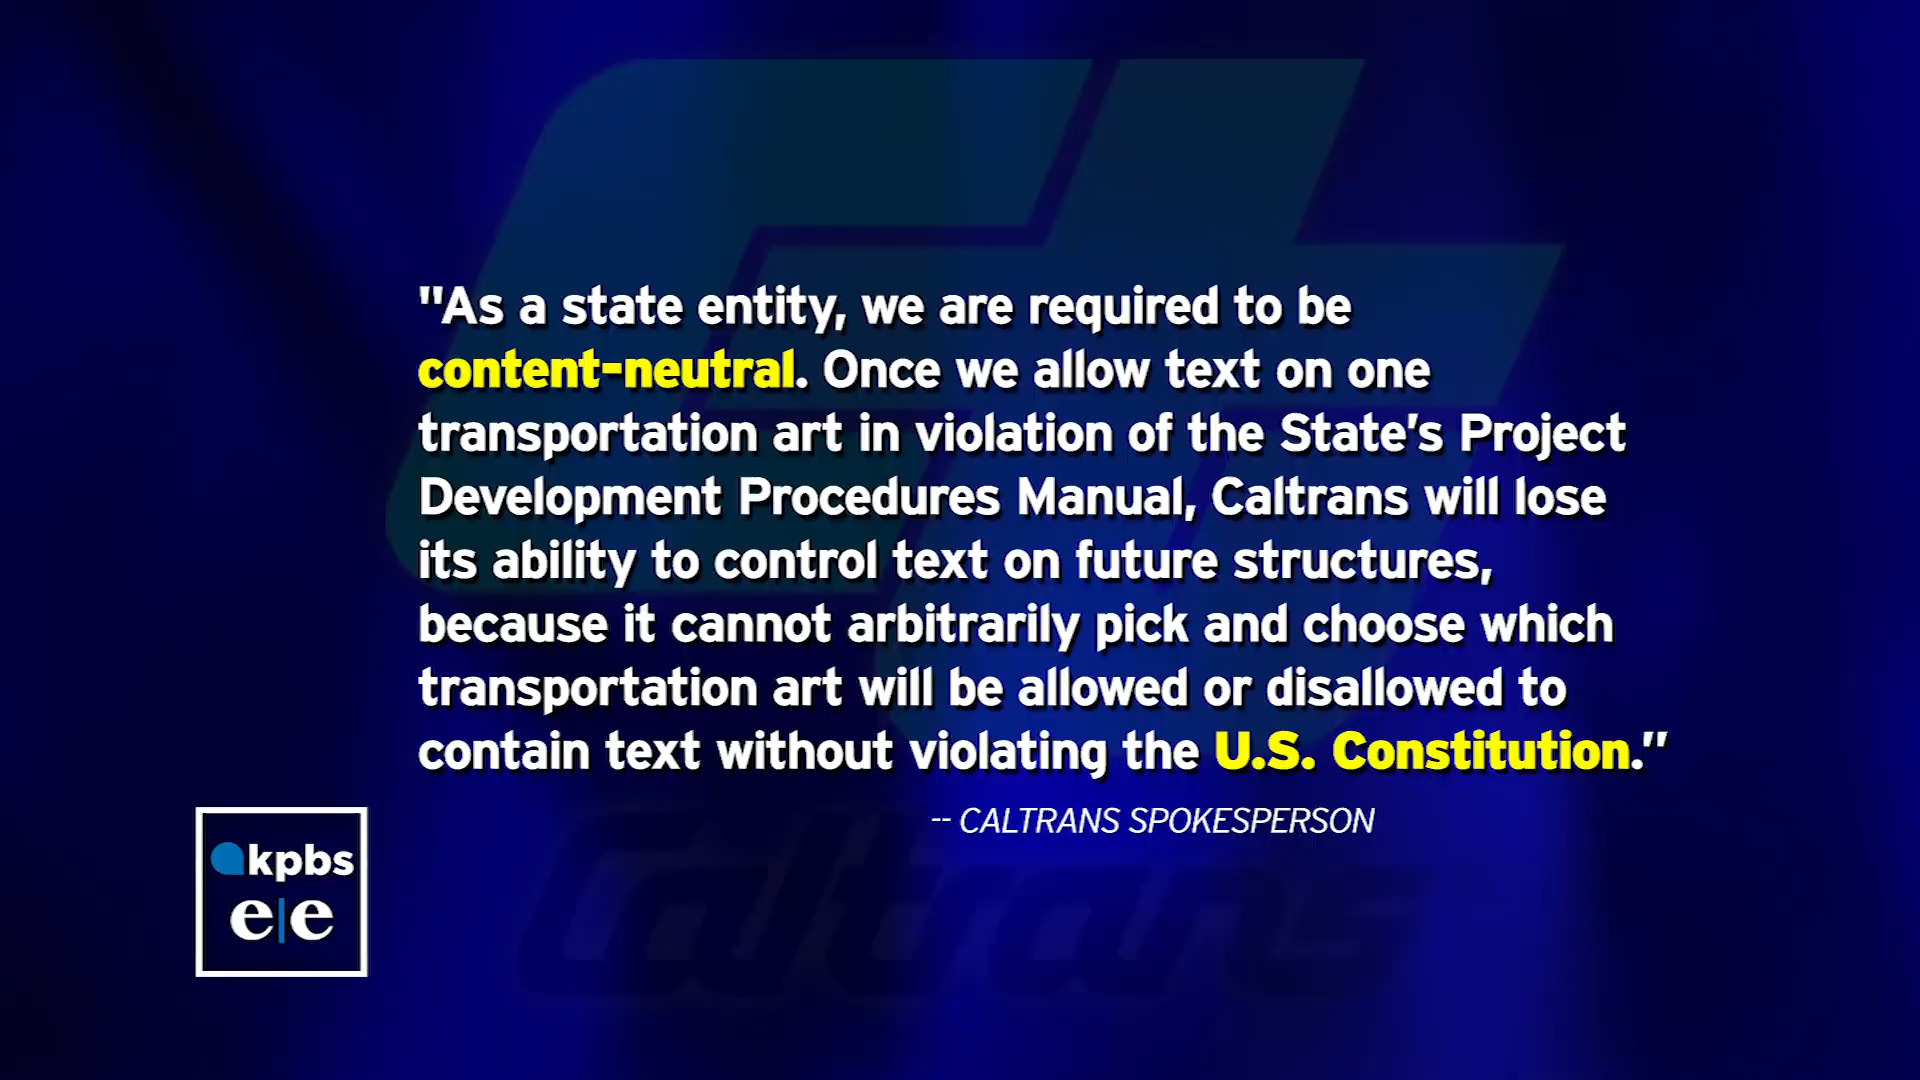 "As a state entity, we are required to be
content-neutral. Once we allow text on one
transportation art in violation of the State’s Project
Development Procedures Manual, Caltrans will lose
its ability to control text on future structures,
because it cannot arbitrarily pick and choose which
transportation art will be allowed or disallowed to
contain text without violating the U.S. Constitution.”
-- CALTRANS SPOKESPERSON
kpbs
e|e
Ct
Caltrans